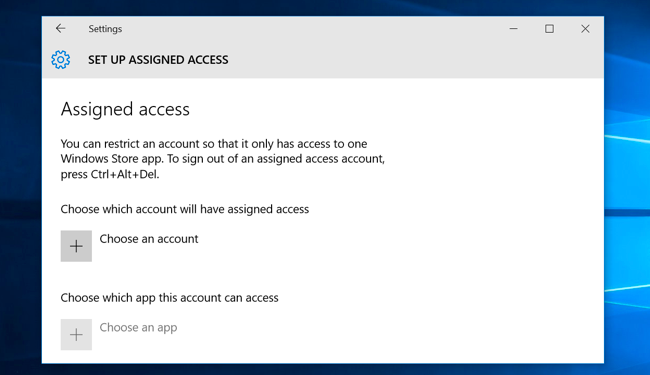 Settings
SET UP ASSIGNED ACCESS
Assigned access
You can restrict an account so that it only has access to one
Windows Store app. To sign out of an assigned access account,
press Ctrl+Alt+Del.
Choose which account will have assigned access
Choose an account
Choose which app this account can access
Choose an app